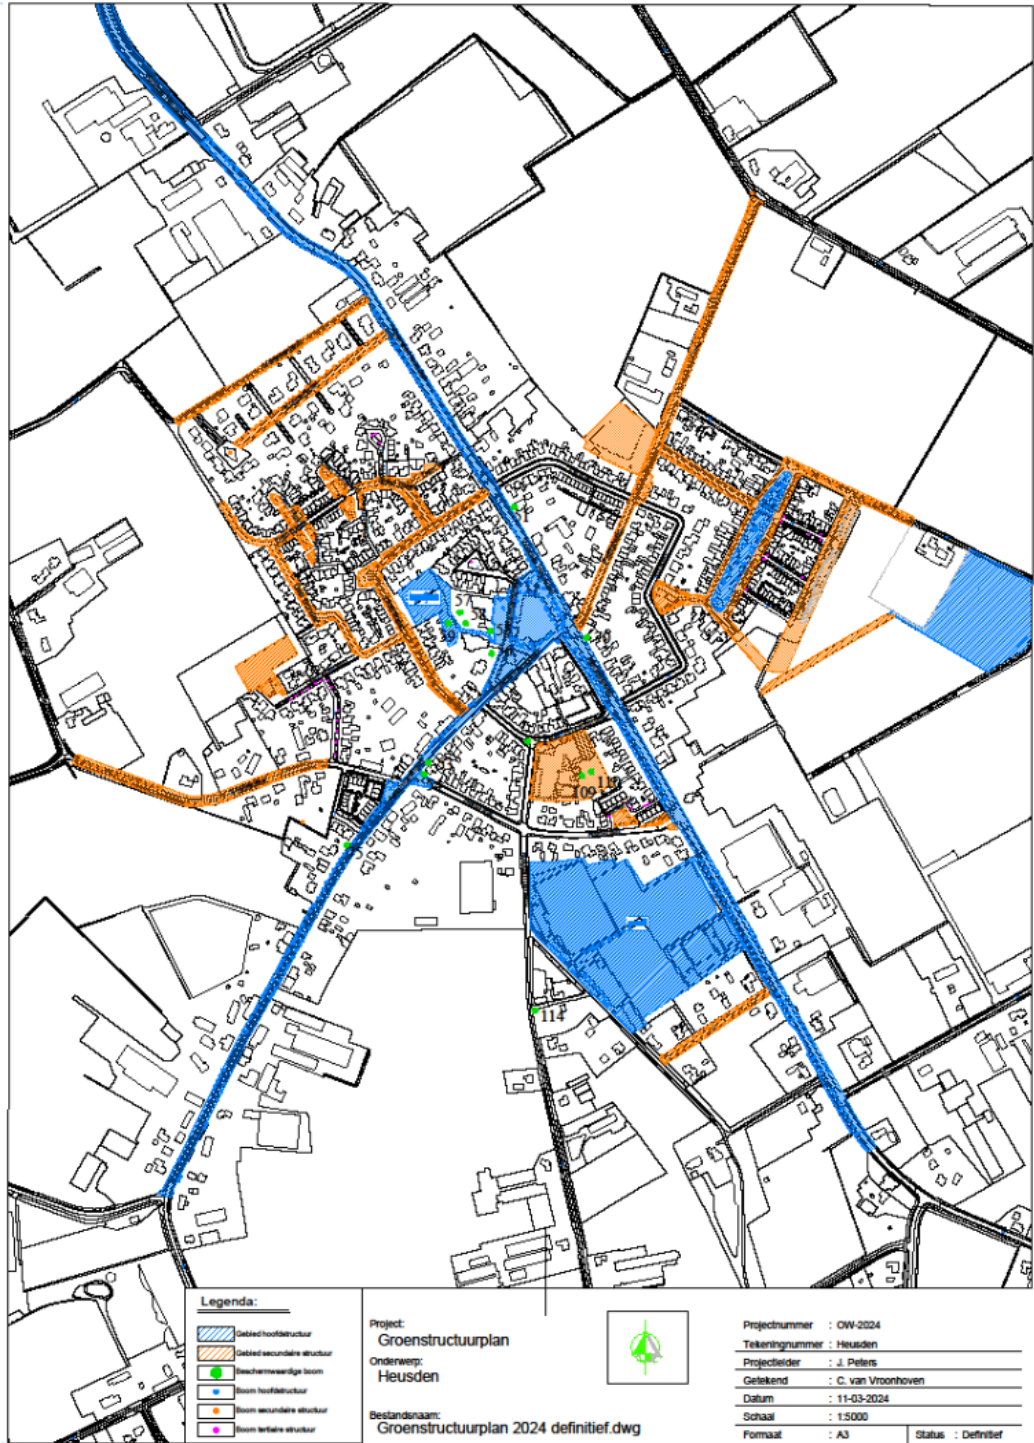 57
58
59
109
114
Legenda:
Gebied hoofdstructuur
Gebied secundaire structuur
Beschermwaardige boom
Boom hoofdstructuur
Boom secundaire structuur
Boom tertiaire structuur
Project:
Groenstructuurplan
Onderwerp:
Heusden
Bestandsnaam:
Groenstructuurplan 2024 definitief.dwg
Projectnummer : OW-2024
Tekeningnummer : Heusden
Projectleider : J. Peters
Getekend : C. van Vroonhoven
Datum : 11-03-2024
Schaal : 1:5000
Formaat : A3 Status : Definitief